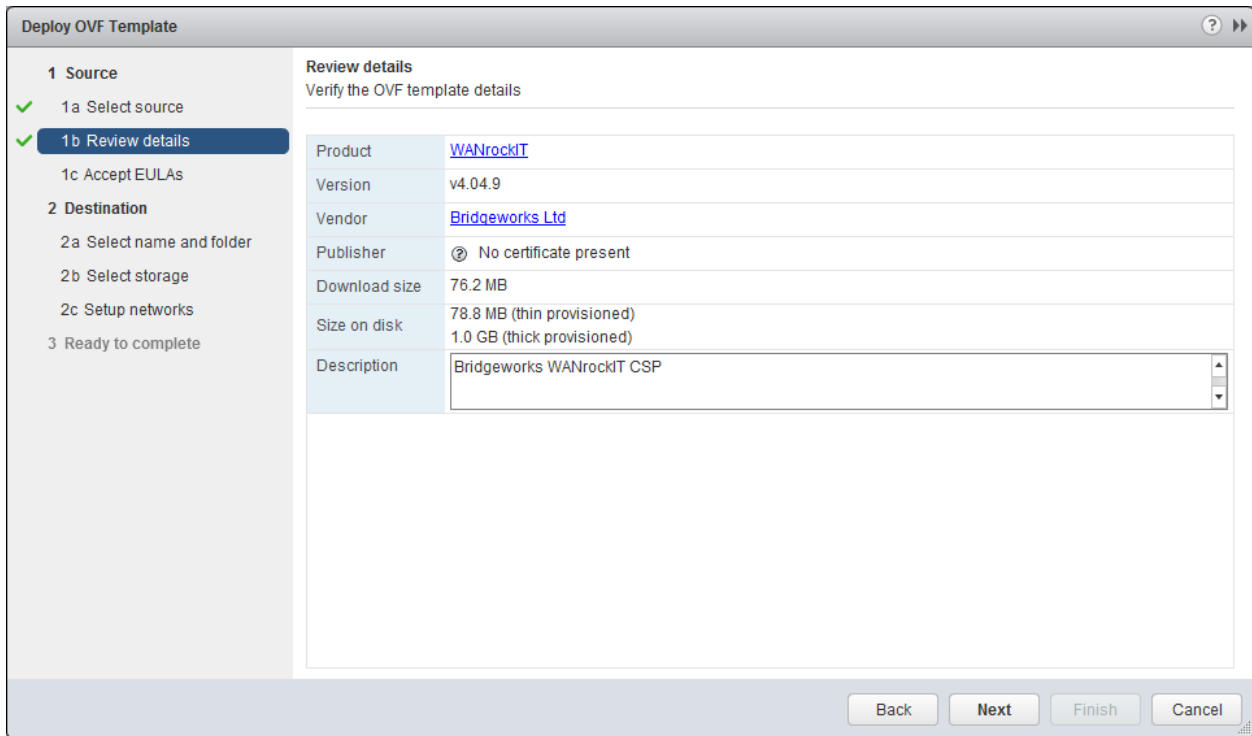 Deploy OVF Template
1 Source
1a Select source
1b Review details
1c Accept EULAs
2 Destination
2a Select name and folder
2b Select storage
2c Setup networks
3 Ready to complete
Review details
Verify the OVF template details
Product WANrockIT
Version v4.04.9
Vendor Bridgeworks Ltd
Publisher ? No certificate present
Download size 76.2 MB
Size on disk 78.8 MB (thin provisioned)
1.0 GB (thick provisioned)
Description Bridgeworks WANrockIT CSP
Back Next Finish Cancel